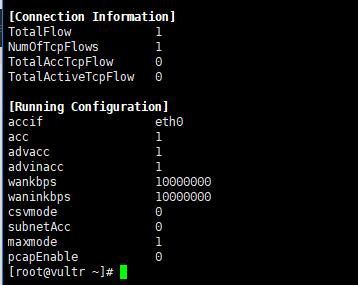 [Connection Information]
TotalFlow 1
NumOfTcpFlows 1
TotalAccTcpFlow 0
TotalActiveTcpFlow 0
[Running Configuration]
accif eth0
acc 1
advacc 1
advinacc 1
wankbps 10000000
waninkbps 10000000
csvmode 0
subnetAcc 0
maxmode 1
pcapEnable 0
[root@vultr ~]#